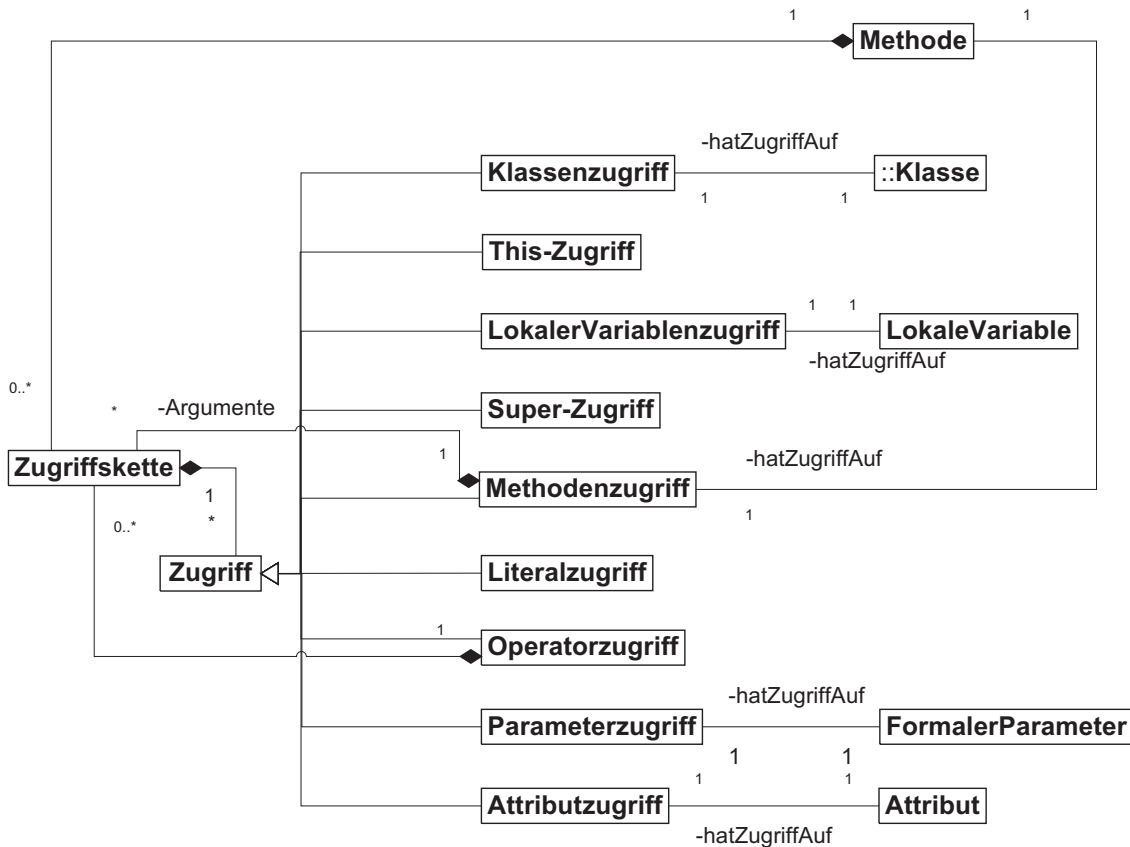 1 1
Methode
-hatZugriffAuf
Klassenzugriff
::Klasse
1 1
This-Zugriff
1 1
LokalerVariablenzugriff
LokaleVariable
-hatZugriffAuf
0..*
* -Argumente
Super-Zugriff
1
-hatZugriffAuf
Zugriffskette
Methodenzugriff
1
1
0..* *
Zugriff
Literalzugriff
1
Operatorzugriff
-hatZugriffAuf
Parameterzugriff
FormalerParameter
1 1
1 1
Attributzugriff
Attribut
-hatZugriffAuf